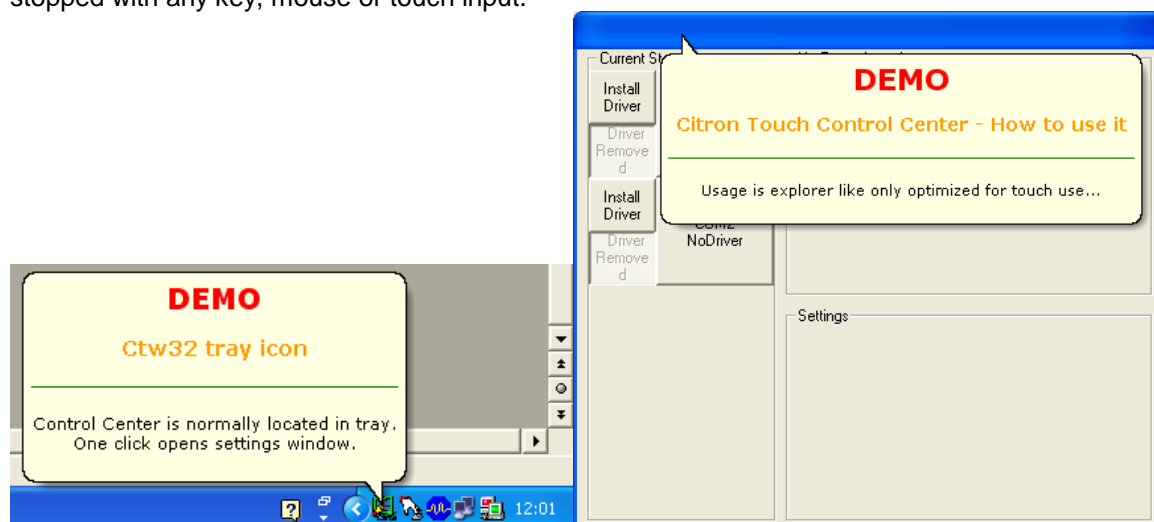 stopped with any key, mouse or touch input.
Current St
Install
Driver
Driver
Remove
d
Install
Driver
Driver
Remove
d
NoDriver
DEMO
Citron Touch Control Center - How to use it
Usage is explorer like only optimized for touch use...
Settings
DEMO
Ctw32 tray icon
Control Center is normally located in tray.
One click opens settings window.
12:01